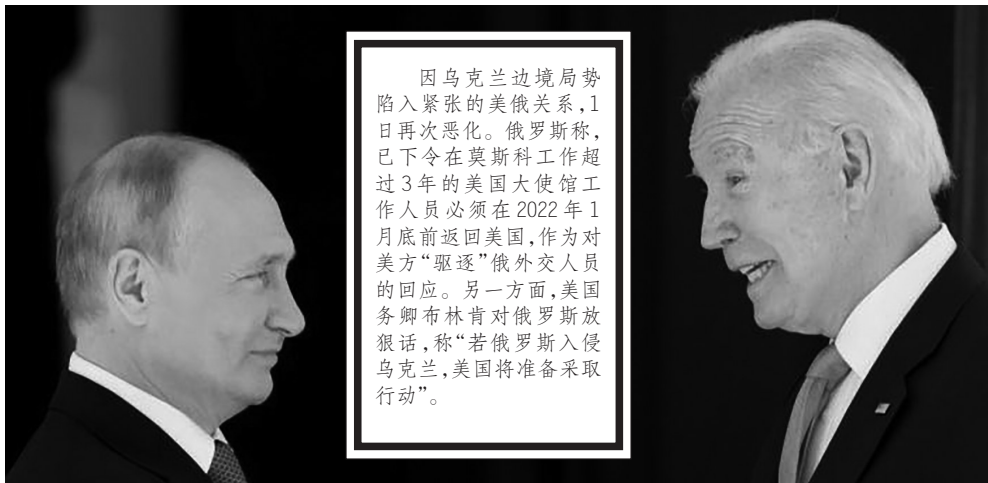 因乌克兰边境局势
陷入紧张的美俄关系,1
日再次恶化。俄罗斯称,
已下令在莫斯科工作超
过3年的美国大使馆工
作人员必须在2022年1
月底前返回美国,作为对
美方“驱逐”俄外交人员
的回应。另一方面,美国
务卿布林肯对俄罗斯放
狠话,称“若俄罗斯入侵
乌克兰,美国将准备采取
行动”。